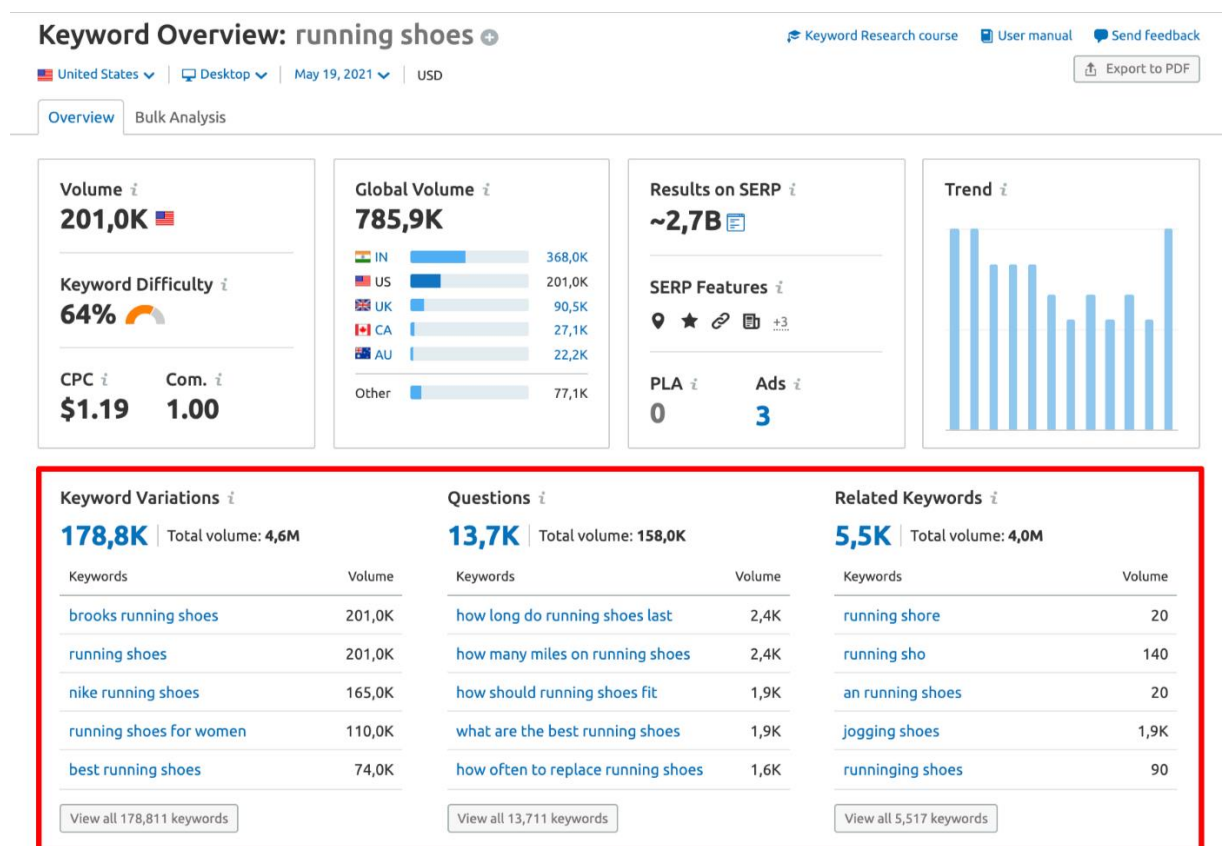 Keyword Overview: running shoes
Keyword Research course User manual Send feedback
United States Desktop May 19, 2021 USD
Export to PDF
Overview Bulk Analysis
Volume i
201,0K
Keyword Difficulty i
64%
CPC i Com. i
$1.19 1.00
Global Volume i
785,9K
IN 368,0K
US 201,0K
UK 90,5K
CA 27,1K
AU 22,2K
Other 77,1K
Results on SERP i
~2,7B
SERP Features i
+3
PLA i Ads i
0 3
Trend i
Keyword Variations i
178,8K Total volume: 4,6M
Keywords Volume
brooks running shoes 201,0K
running shoes 201,0K
nike running shoes 165,0K
running shoes for women 110,0K
best running shoes 74,0K
View all 178,811 keywords
Questions i
13,7K Total volume: 158,0K
Keywords Volume
how long do running shoes last 2,4K
how many miles on running shoes 2,4K
how should running shoes fit 1,9K
what are the best running shoes 1,9K
how often to replace running shoes 1,6K
View all 13,711 keywords
Related Keywords i
5,5K Total volume: 4,0M
Keywords Volume
running shore 20
running sho 140
an running shoes 20
jogging shoes 1,9K
runninging shoes 90
View all 5,517 keywords